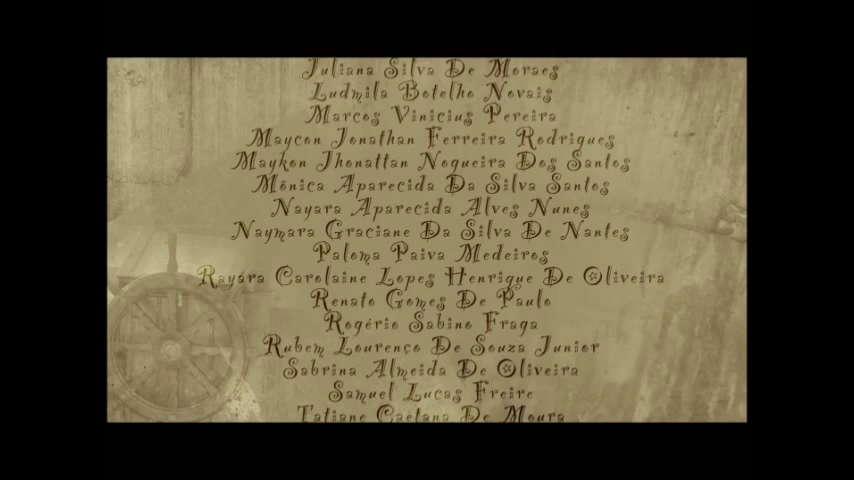 Juliana Silva De Moraes
Ludmila Botelho Novais
Marcos Vinicius Pereira
Maycon Jonathan Ferreira Rodrigues
Maykon Jhonattan Nogueira Dos Santos
Mônica Aparecida Da Silva Santos
Nayara Aparecida Alves Nunes
Naymara Graciane Da Silva De Nantes
Paloma Paiva Medeiros
Rayara Carolaine Lopes Henrique De Oliveira
Renato Gomes De Paulo
Rogério Sabino Fraga
Rubem Lourenço De Souza Junior
Sabrina Almeida De Oliveira
Samuel Lucas Freire
Tatiane Caetana De Moura